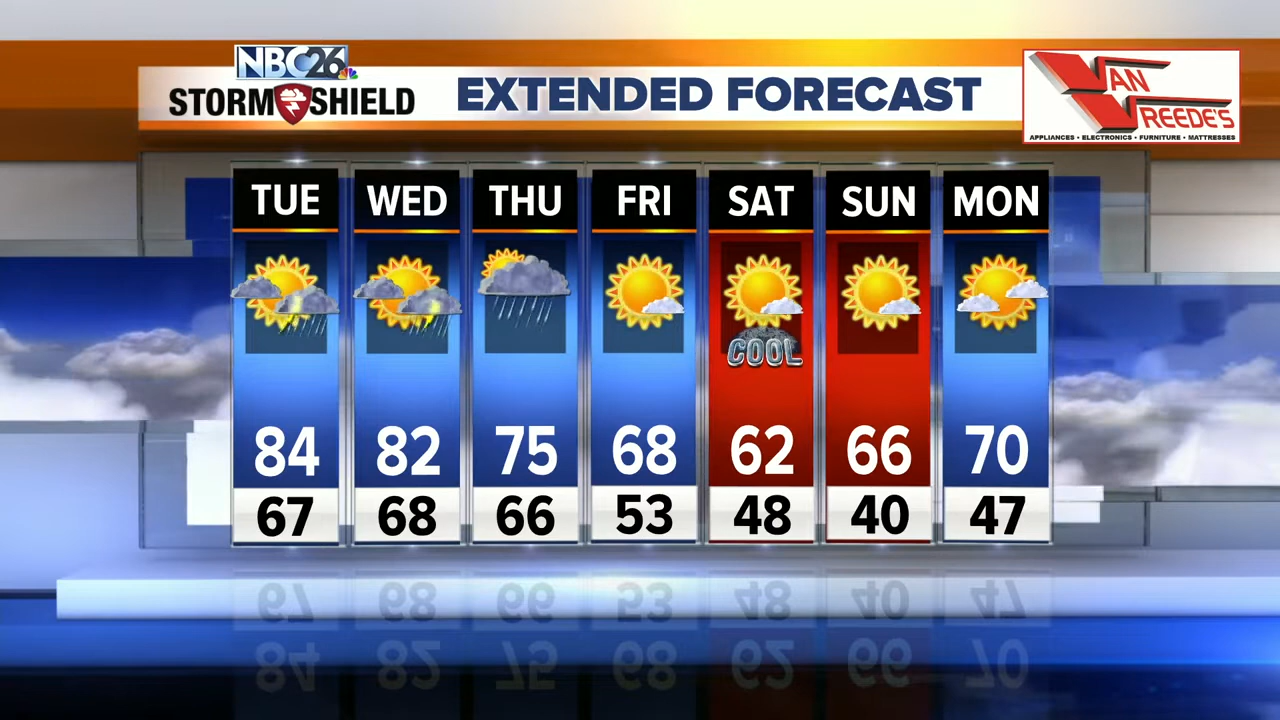 NBC26
STORM SHIELD
EXTENDED FORECAST
VAN
VREEDE'S
APPLIANCES • ELECTRONICS • FURNITURE • MATTRESSES
TUE WED THU FRI SAT SUN MON
COOL
84 82 75 68 62 66 70
67 68 66 53 48 40 47